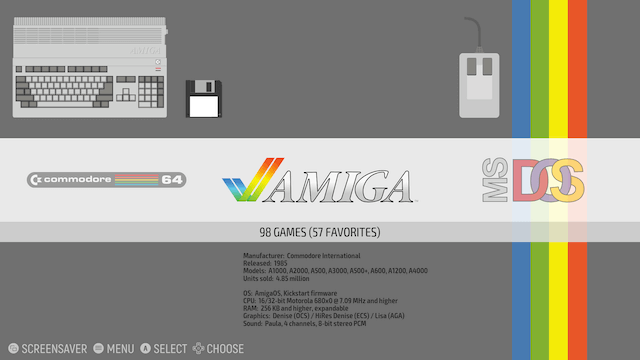 AMIGA
commodore 64
AMIGA
MS DOS
98 GAMES (57 FAVORITES)
Manufacturer: Commodore International
Released: 1985
Models: A1000, A2000, A500, A3000, A500+, A600, A1200, A4000
Units sold: 4.85 million
OS: AmigaOS, Kickstart firmware
CPU: 16/32-bit Motorola 680x0 @ 7.09 MHz and higher
RAM: 256 KB and higher, expandable
Graphics: Denise (OCS) / HiRes Denise (ECS) / Lisa (AGA)
Sound: Paula, 4 channels, 8-bit stereo PCM
SCREENSAVER MENU A SELECT CHOOSE